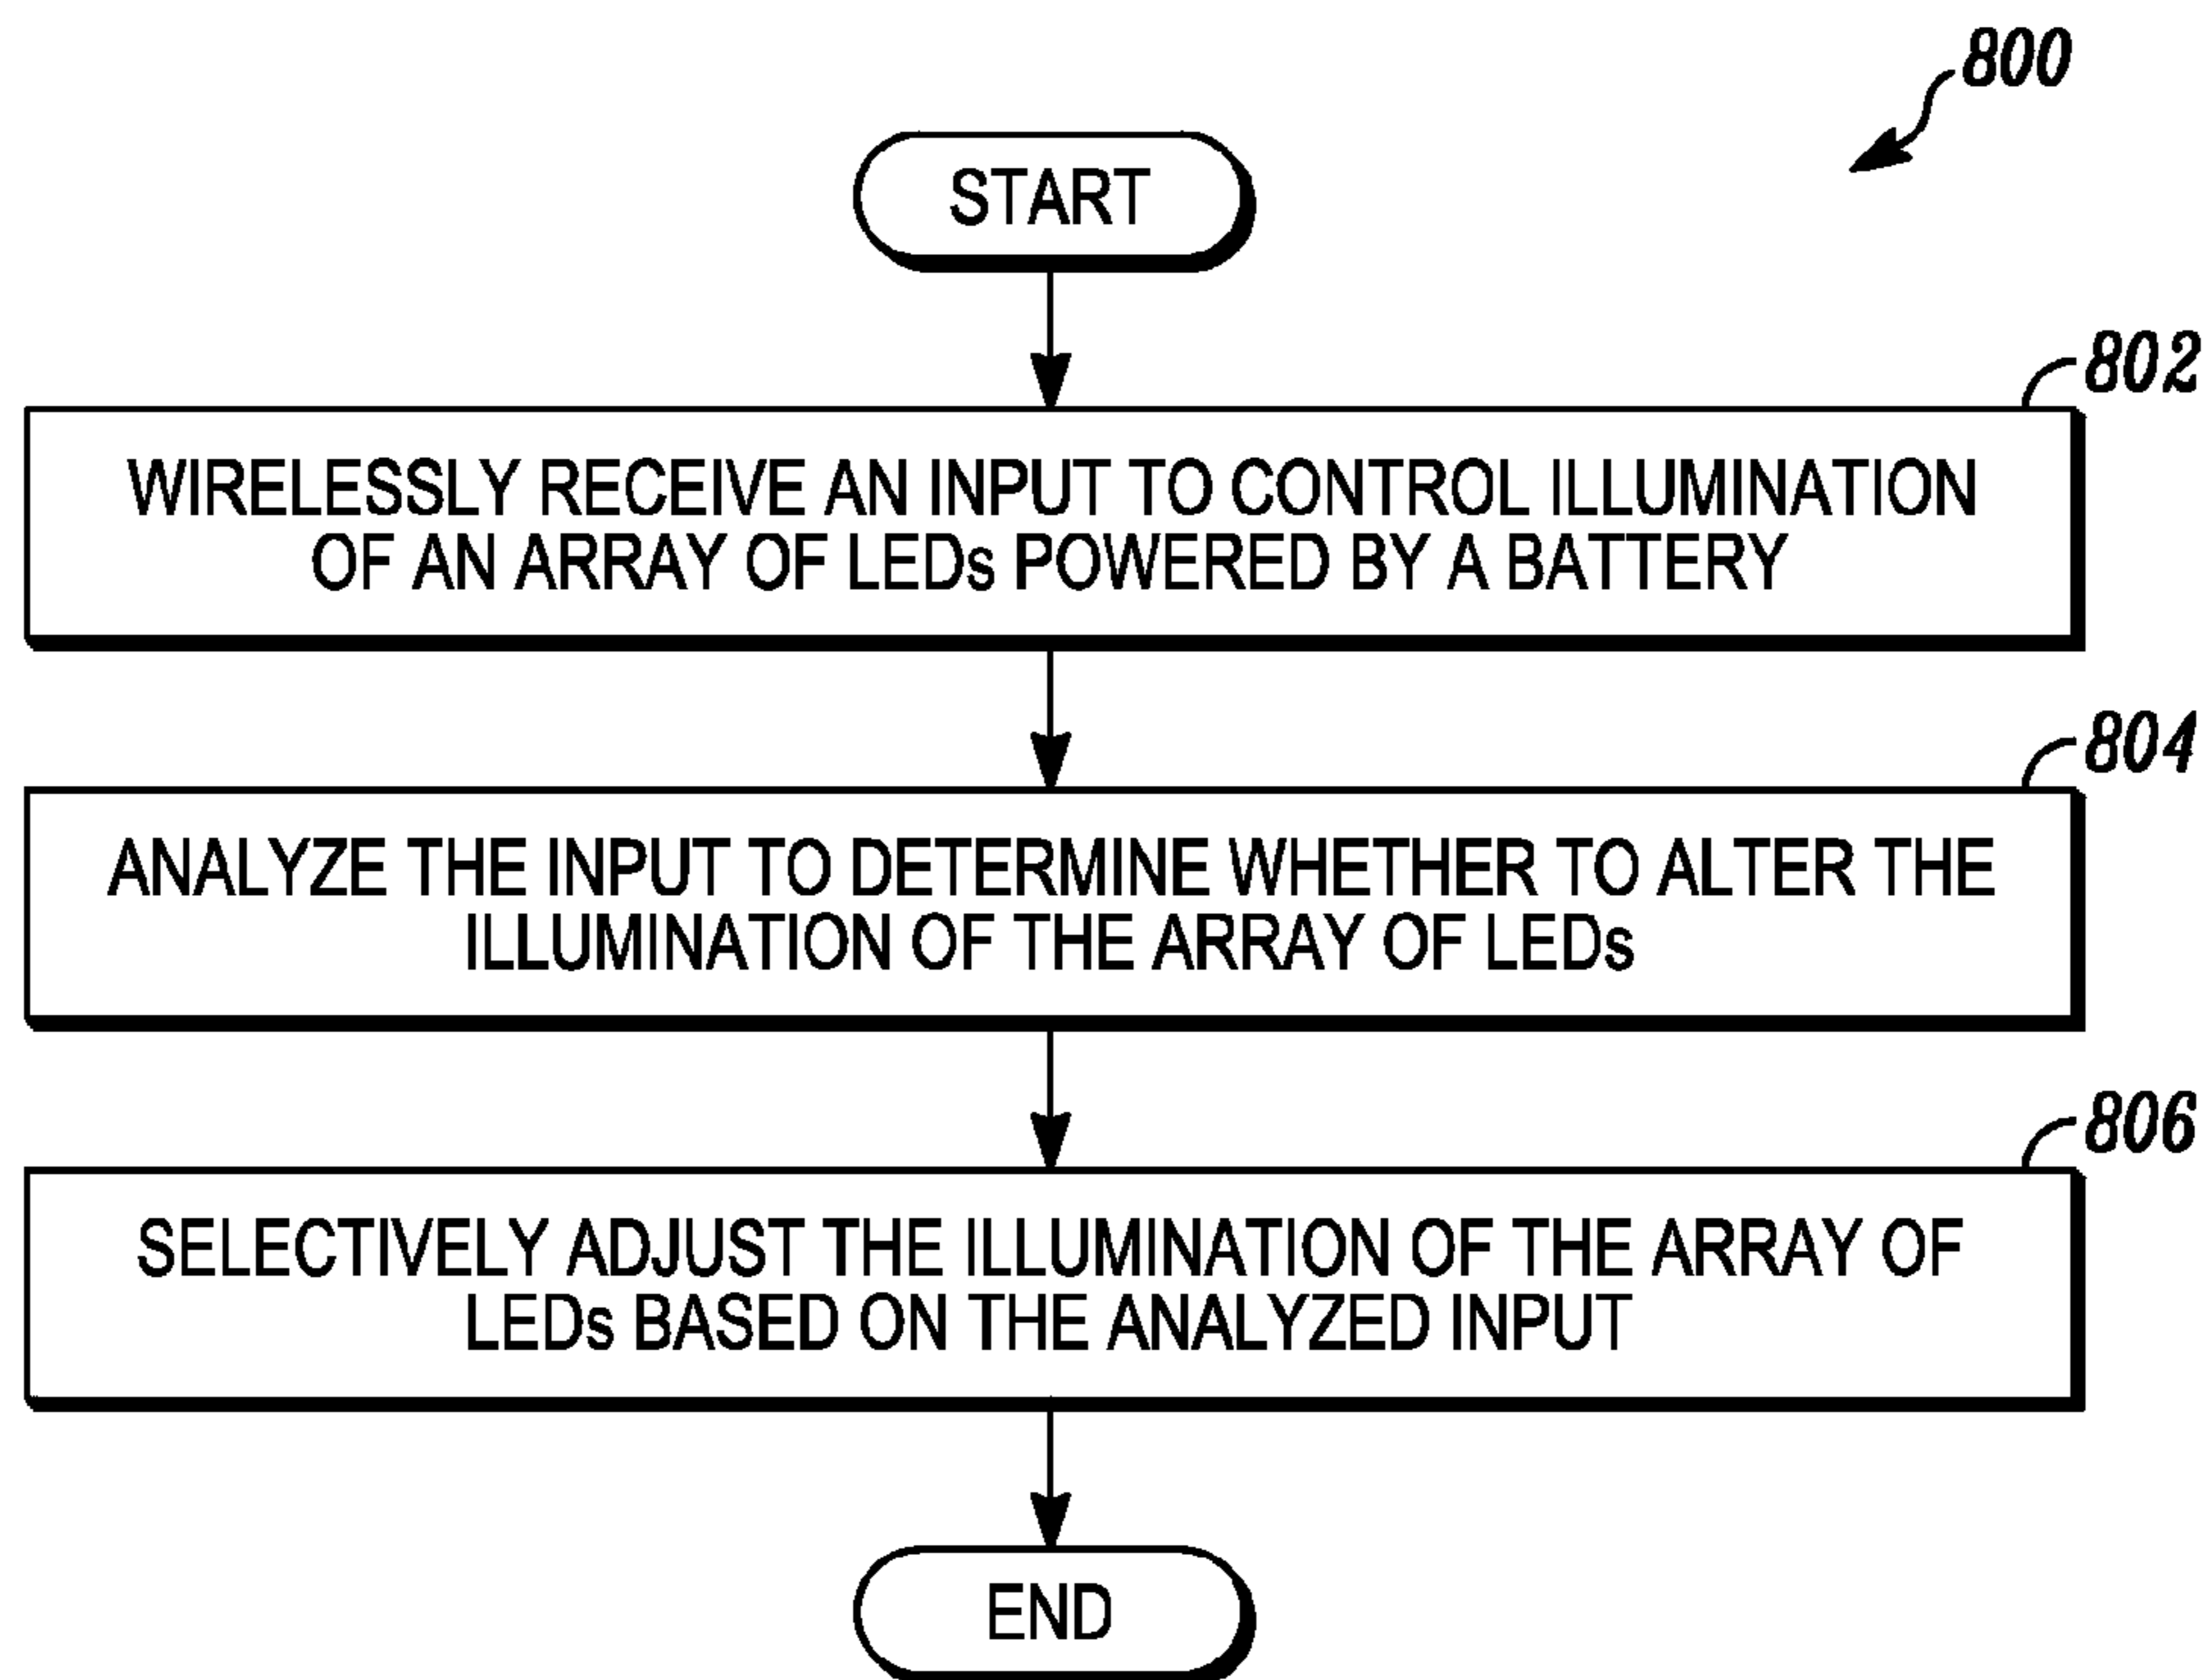 800
START
802
WIRELESSLY RECEIVE AN INPUT TO CONTROL ILLUMINATION
OF AN ARRAY OF LEDs POWERED BY A BATTERY
804
ANALYZE THE INPUT TO DETERMINE WHETHER TO ALTER THE
ILLUMINATION OF THE ARRAY OF LEDs
806
SELECTIVELY ADJUST THE ILLUMINATION OF THE ARRAY OF
LEDs BASED ON THE ANALYZED INPUT
END